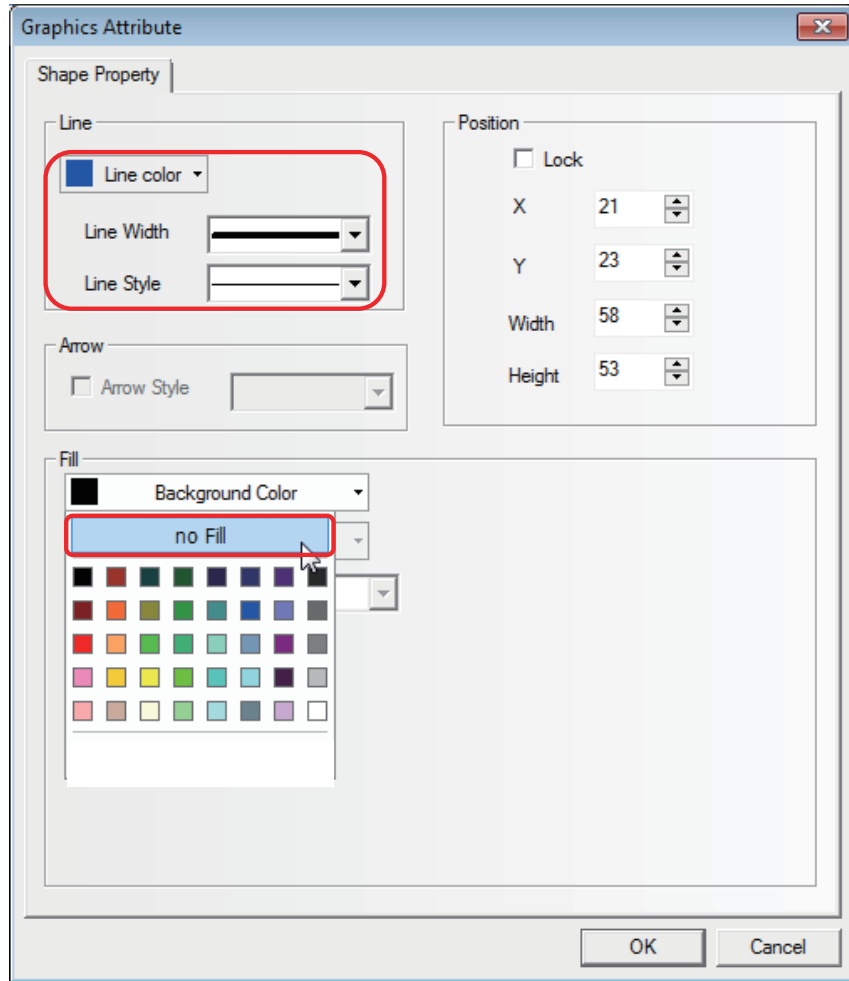 Graphics Attribute
Shape Property
Line
Line color
Line Width
Line Style
Position
Lock
X 21
Y 23
Width 58
Height 53
Arrow
Arrow Style
Fill
Background Color
no Fill
OK Cancel